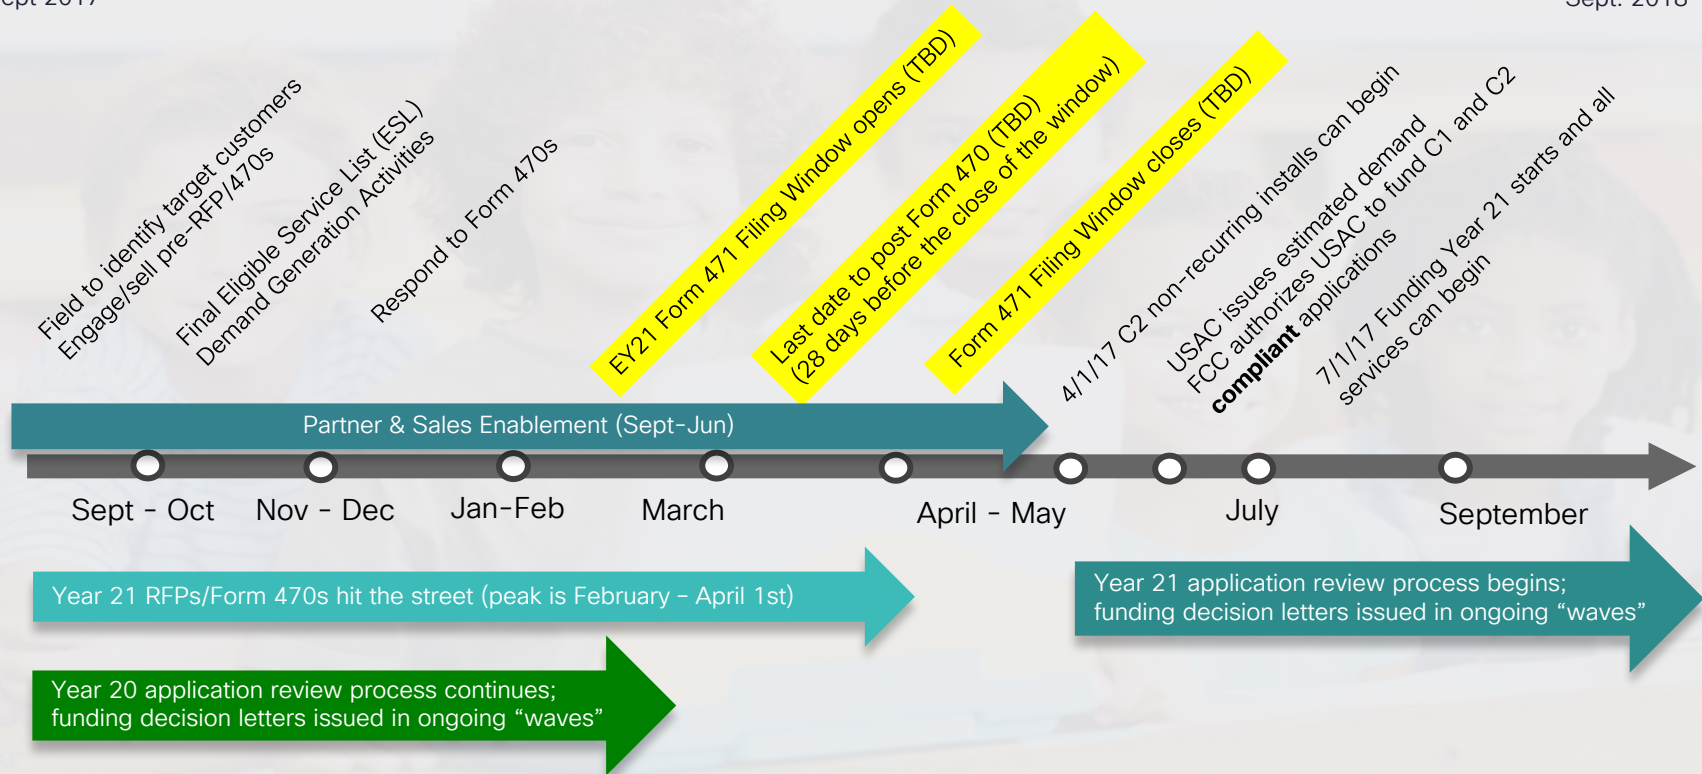 Sept 2017
Sept. 2018
Field to identify target customers
Engage/sell pre-RFP/470s
Final Eligible Service List (ESL)
Demand Generation Activities
Respond to Form 470s
EY21 Form 471 Filing Window opens (TBD)
Last date to post Form 470 (TBD)
(28 days before the close of the window)
Form 471 Filing Window closes (TBD)
4/1/17 C2 non-recurring installs can begin
USAC issues estimated demand
FCC authorizes USAC to fund C1 and C2
compliant applications
7/1/17 Funding Year 21 starts and all
services can begin
Partner & Sales Enablement (Sept-Jun)
Sept - Oct
Nov - Dec
Jan-Feb
March
April - May
July
September
Year 21 RFPs/Form 470s hit the street (peak is February – April 1st)
Year 21 application review process begins;
funding decision letters issued in ongoing “waves”
Year 20 application review process continues;
funding decision letters issued in ongoing “waves”